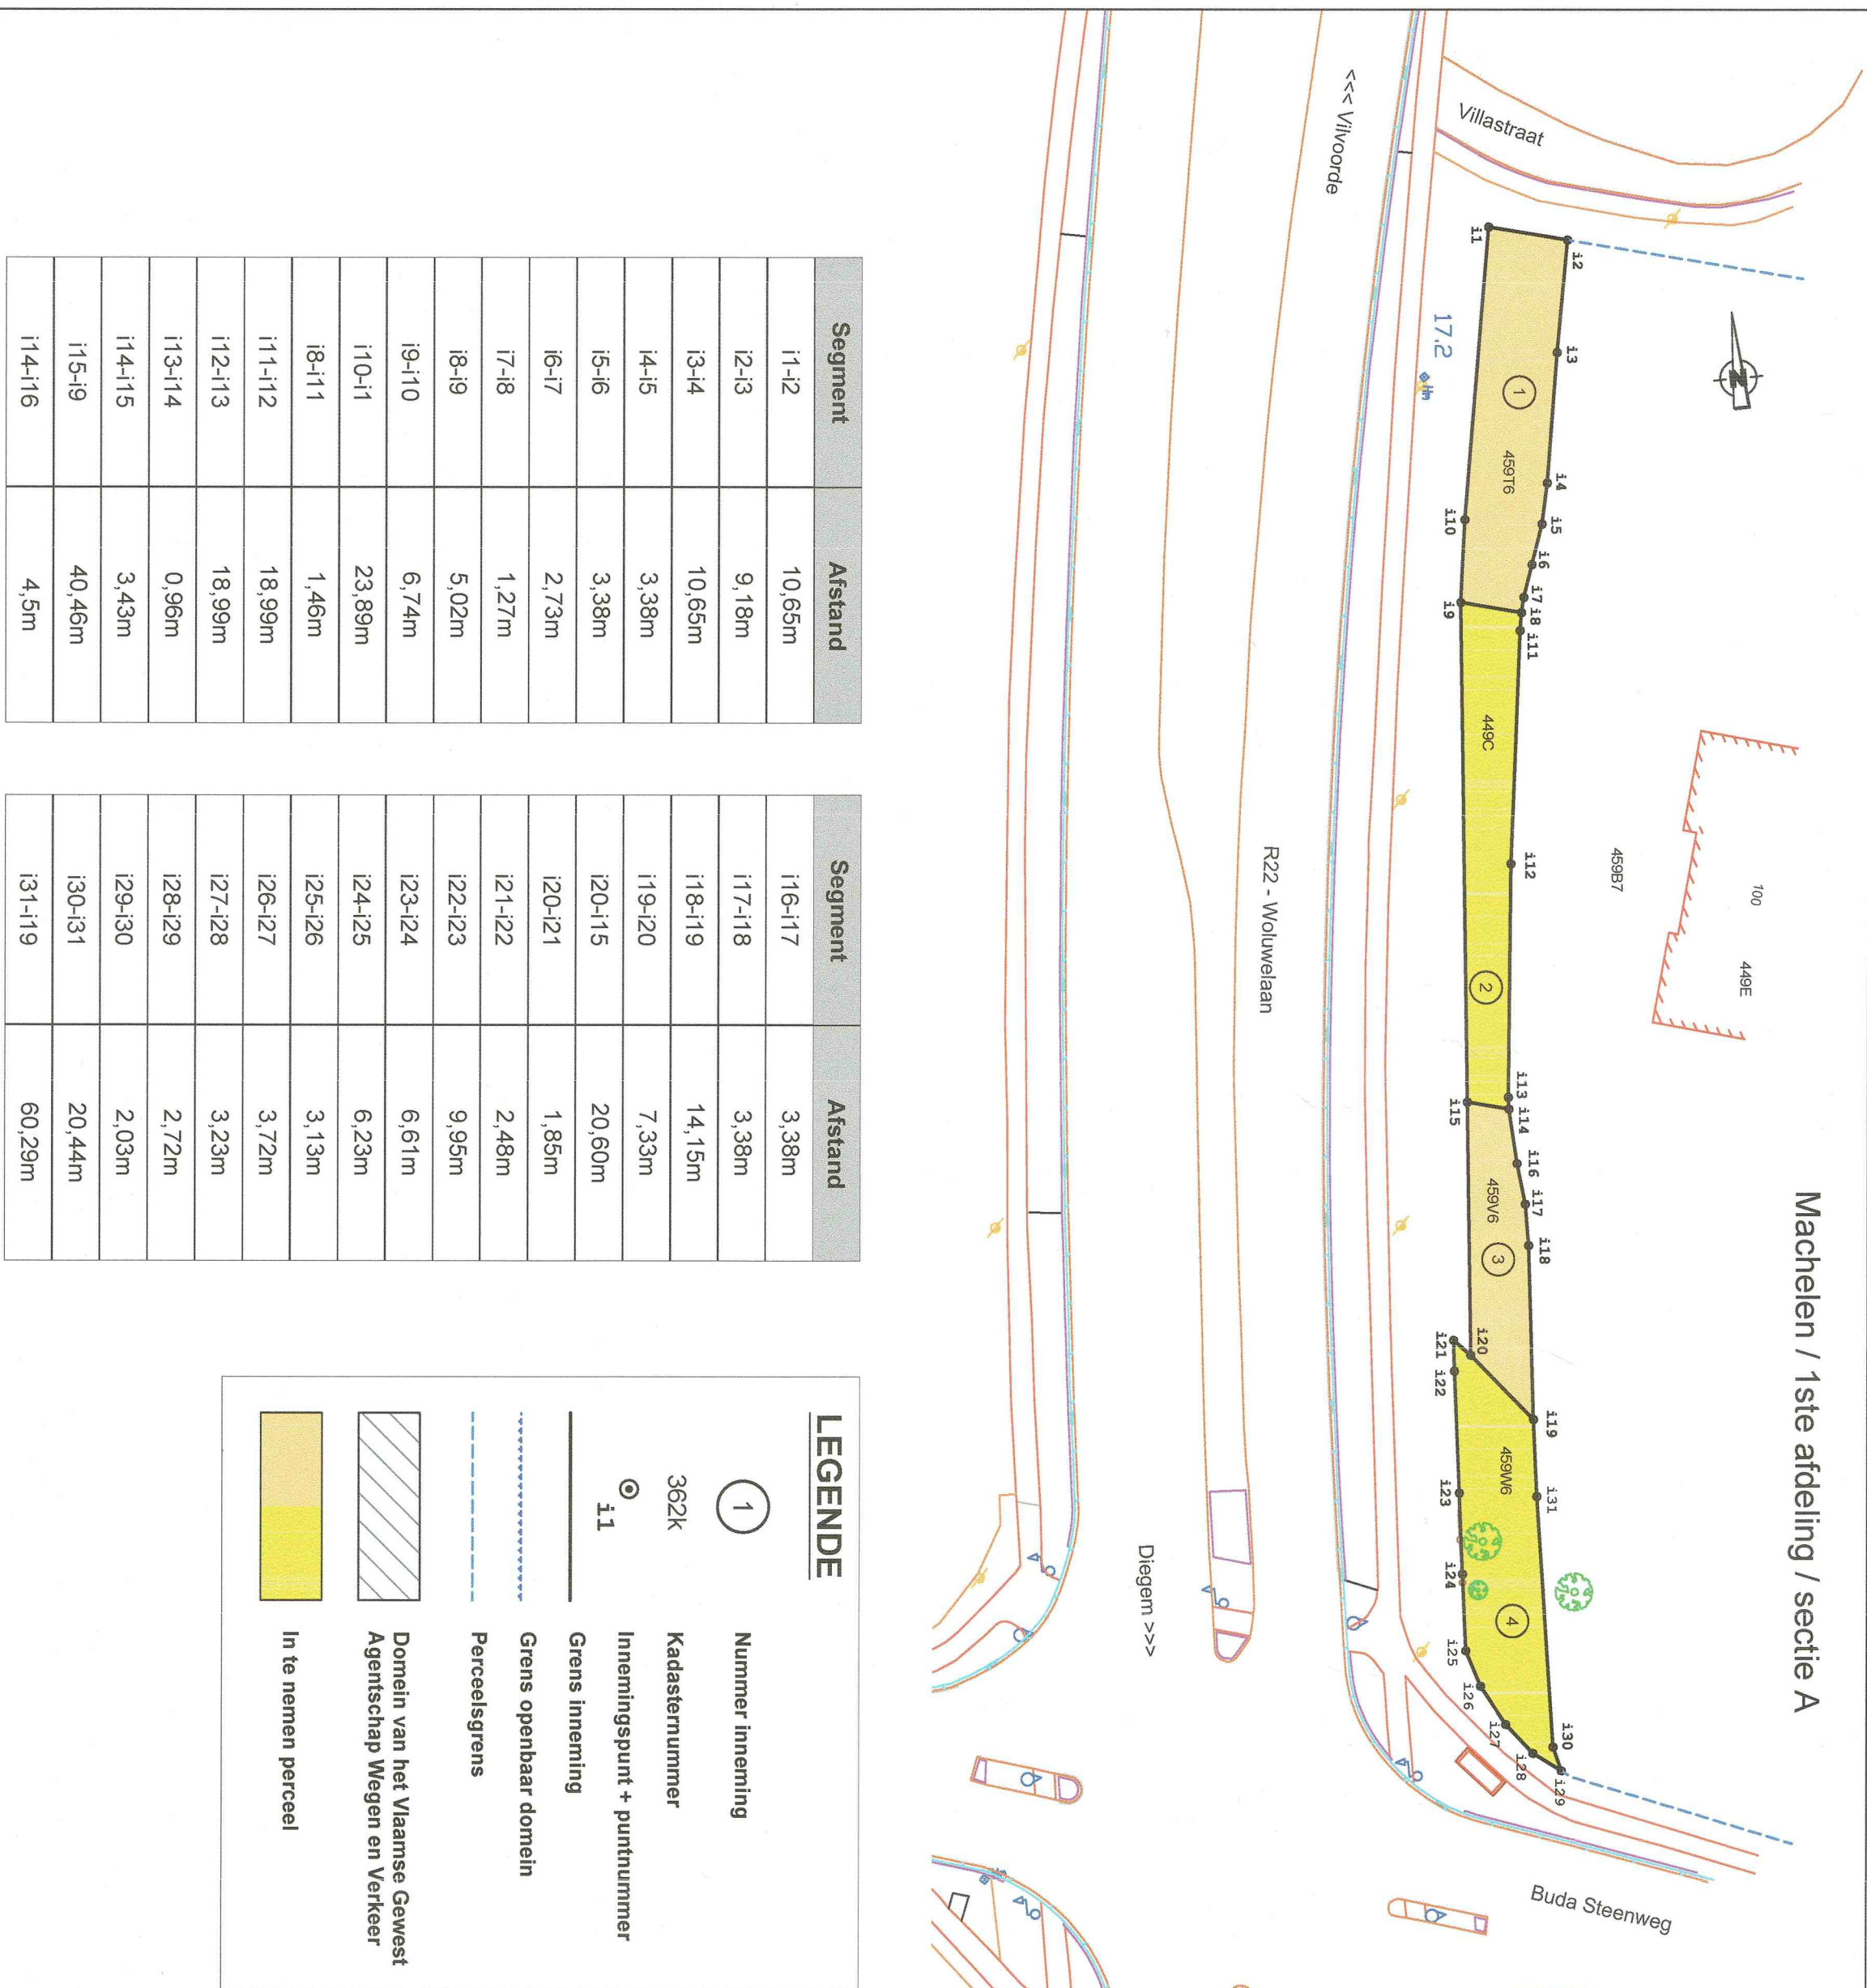 Machelen / 1ste afdeling / sectie A
Villastraat
<<< Vilvoorde
17.2
Hm
N
i1
i2
i3
i4
i5
i6
i7
i8
i9
i10
i11
i12
i13
i14
i15
i16
i17
i18
i19
i20
i21
i22
i23
i24
i25
i26
i27
i28
i29
i30
i31
1
459T6
449C
2
459V6
3
459W6
4
459B7
100
449E
R22 - Woluwelaan
Diegem >>>
Buda Steenweg
Segment Afstand
i1-i2 10,65m
i2-i3 9,18m
i3-i4 10,65m
i4-i5 3,38m
i5-i6 3,38m
i6-i7 2,73m
i7-i8 1,27m
i8-i9 5,02m
i9-i10 6,74m
i10-i1 23,89m
i8-i11 1,46m
i11-i12 18,99m
i12-i13 18,99m
i13-i14 0,96m
i14-i15 3,43m
i15-i9 40,46m
i14-i16 4,5m
Segment Afstand
i16-i17 3,38m
i17-i18 3,38m
i18-i19 14,15m
i19-i20 7,33m
i20-i15 20,60m
i20-i21 1,85m
i21-i22 2,48m
i22-i23 9,95m
i23-i24 6,61m
i24-i25 6,23m
i25-i26 3,13m
i26-i27 3,72m
i27-i28 3,23m
i28-i29 2,72m
i29-i30 2,03m
i30-i31 20,44m
i31-i19 60,29m
LEGENDE
1 Nummer inneming
362k Kadasternummer
i1 Innemingspunt + puntnummer
Grens inneming
Grens openbaar domein
Perceelsgrens
Domein van het Vlaamse Gewest
Agentschap Wegen en Verkeer
In te nemen perceel